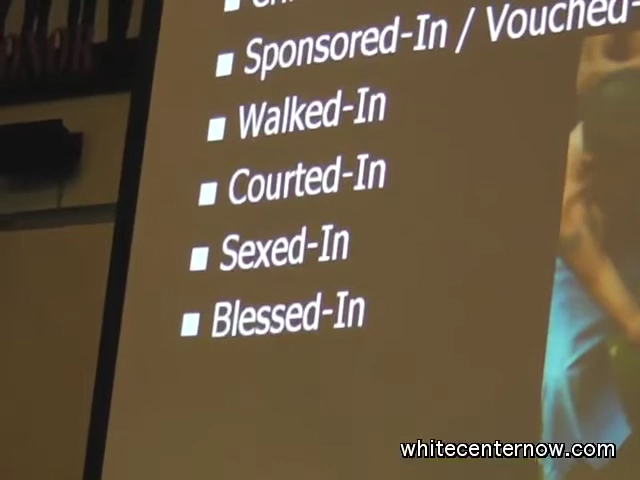 Sponsored-In / Vouched-
Walked-In
Courted-In
Sexed-In
Blessed-In
whitecenternow.com